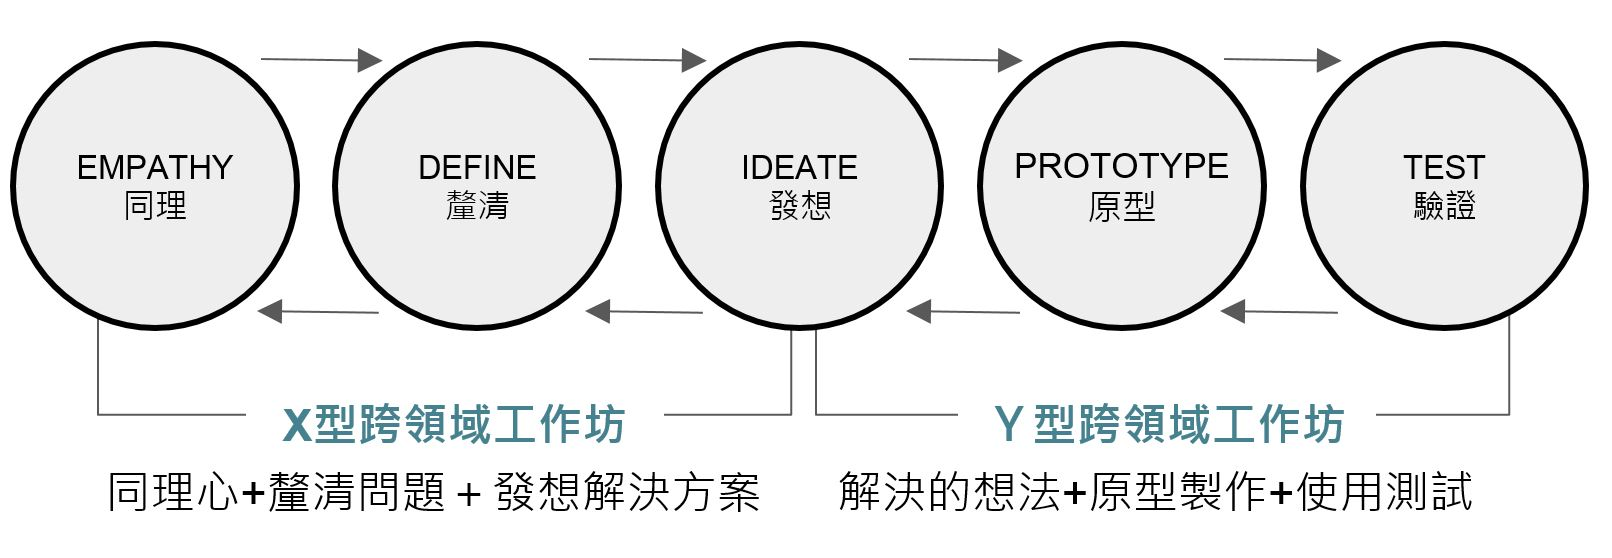 EMPATHY
同理
DEFINE
釐清
IDEATE
發想
PROTOTYPE
原型
TEST
驗證
X型跨領域工作坊
同理心+釐清問題 + 發想解決方案
Y 型跨領域工作坊
解決的想法+原型製作+使用測試